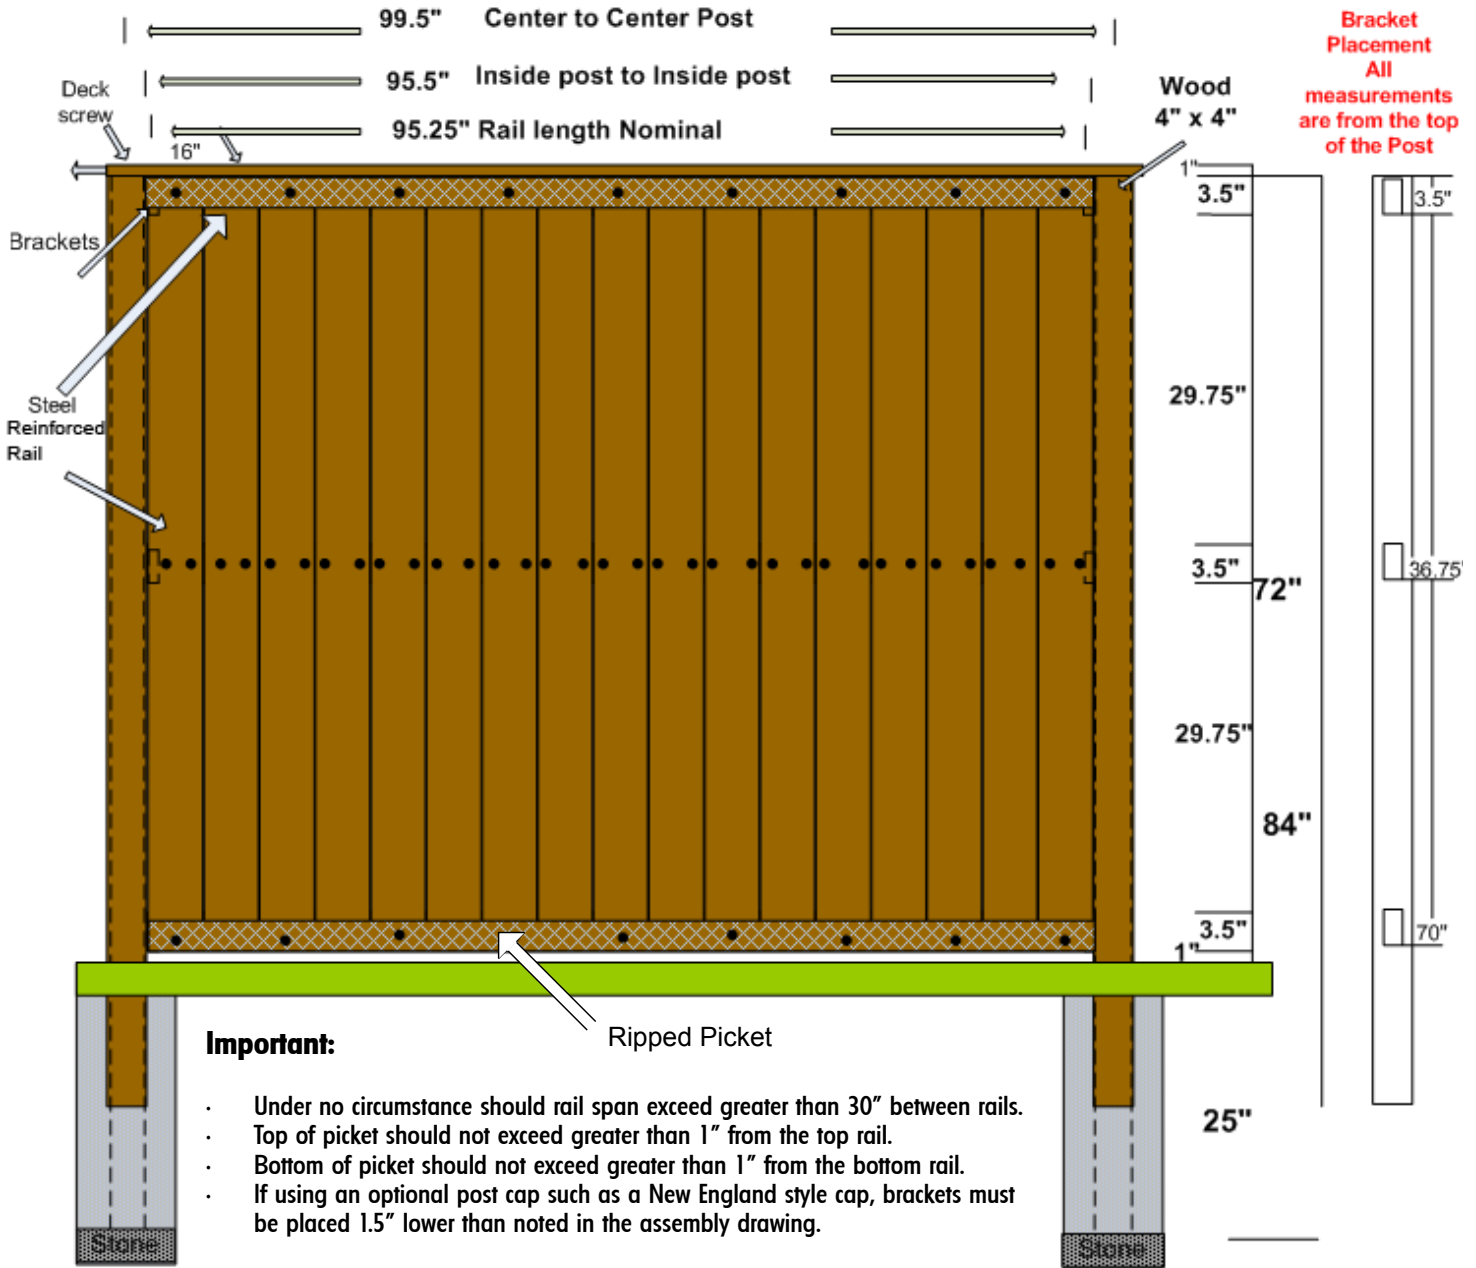 99.5" Center to Center Post
95.5" Inside post to Inside post
95.25" Rail length Nominal
Deck
screw
16"
Wood
4" x 4"
Bracket
Placement
All
measurements
are from the top
of the Post
1"
3.5"
3.5"
Brackets
29.75"
Steel
Reinforced
Rail
3.5"
36.75"
72"
29.75"
84"
3.5"
70"
1"
Ripped Picket
Important:
· Under no circumstance should rail span exceed greater than 30" between rails.
· Top of picket should not exceed greater than 1" from the top rail.
· Bottom of picket should not exceed greater than 1" from the bottom rail.
· If using an optional post cap such as a New England style cap, brackets must
be placed 1.5" lower than noted in the assembly drawing.
25"
Stone
Stone